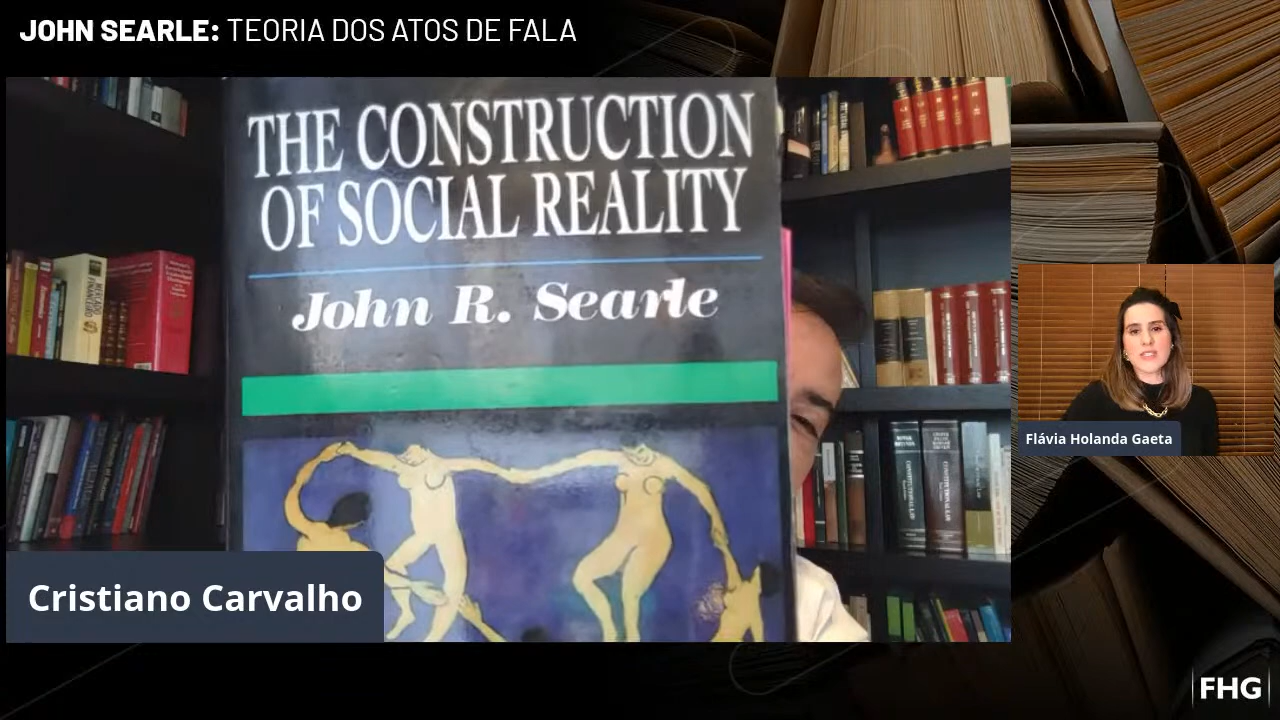 JOHN SEARLE: TEORIA DOS ATOS DE FALA
THE CONSTRUCTION
OF SOCIAL REALITY
John R. Searle
Cristiano Carvalho
Flávia Holanda Gaeta
FHG